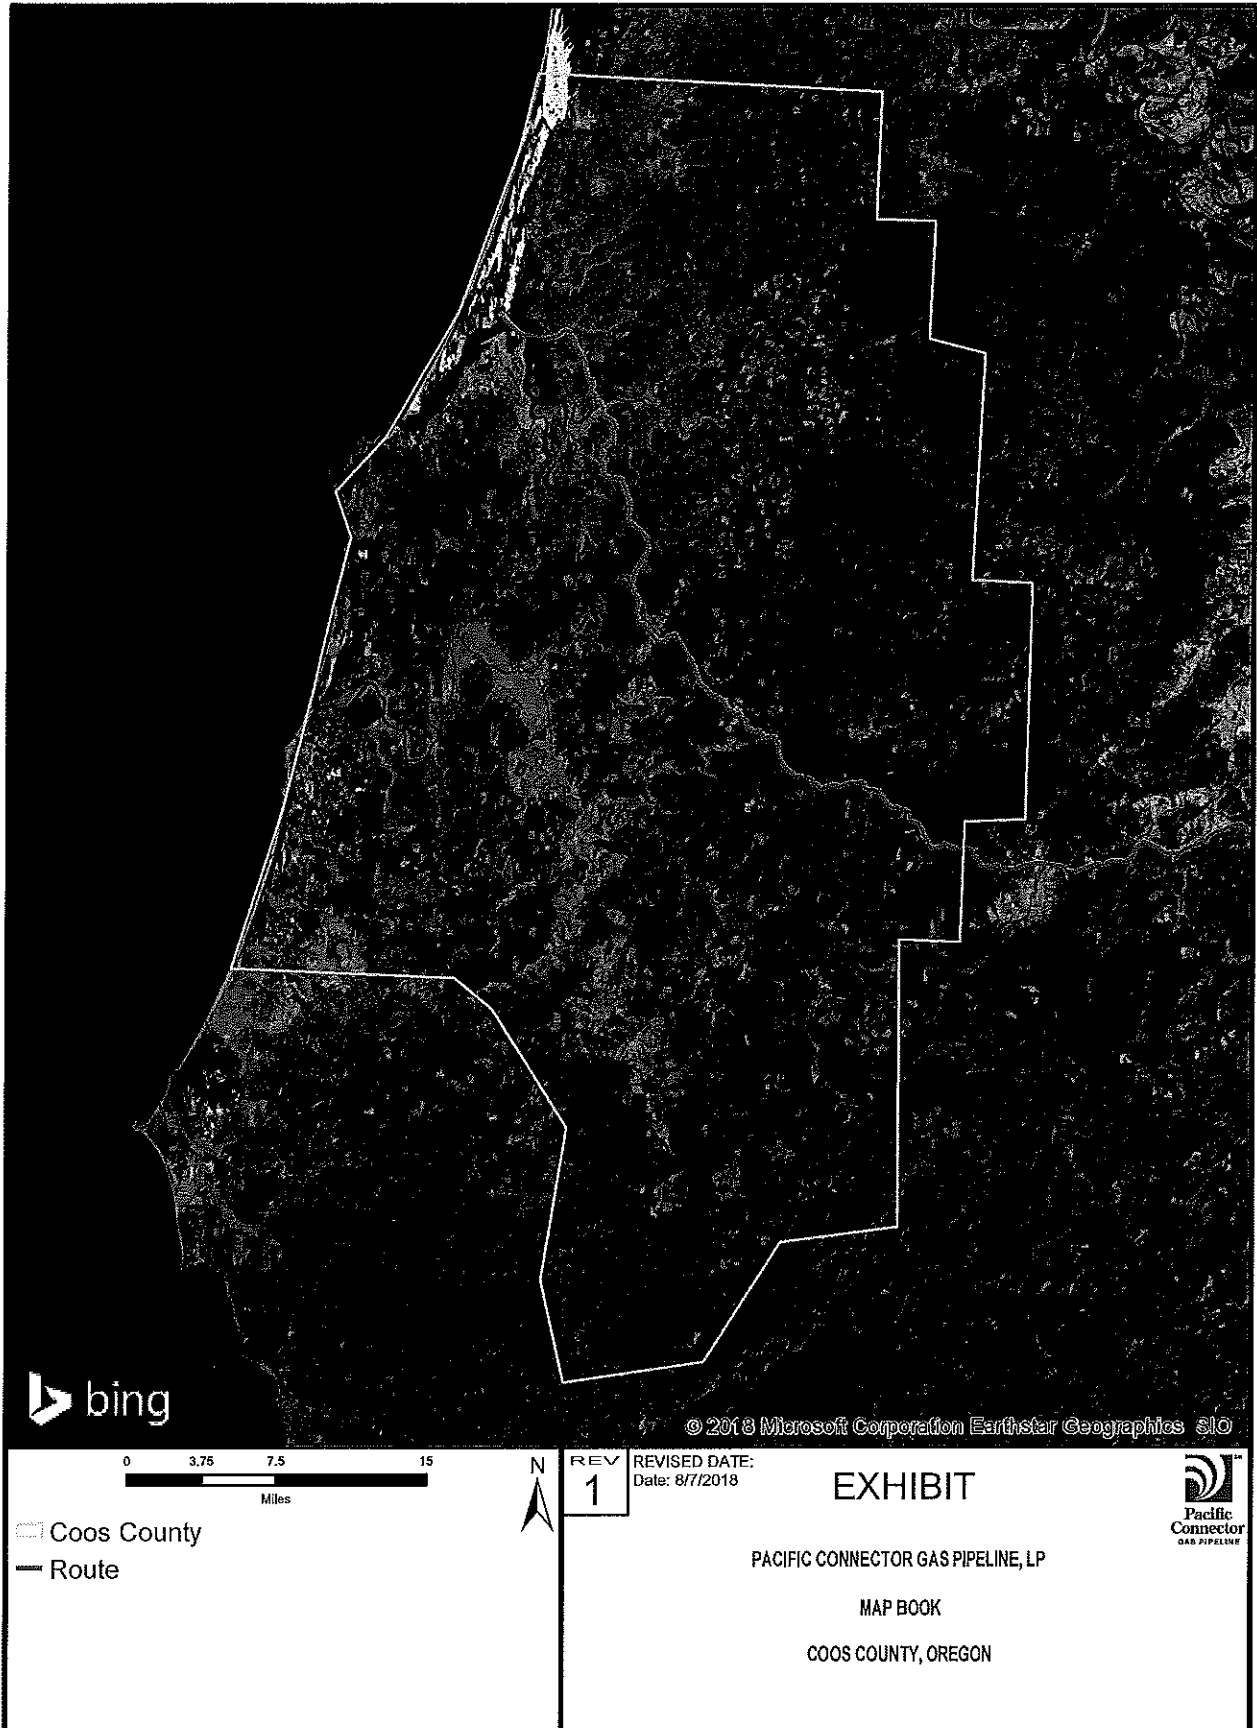 bing
© 2018 Microsoft Corporation Earthstar Geographics SIO
0 3.75 7.5 15
Miles
N
Coos County
Route
REV
1
REVISED DATE:
Date: 8/7/2018
EXHIBIT
PACIFIC CONNECTOR GAS PIPELINE, LP
MAP BOOK
COOS COUNTY, OREGON
Pacific
Connector
GAS PIPELINE